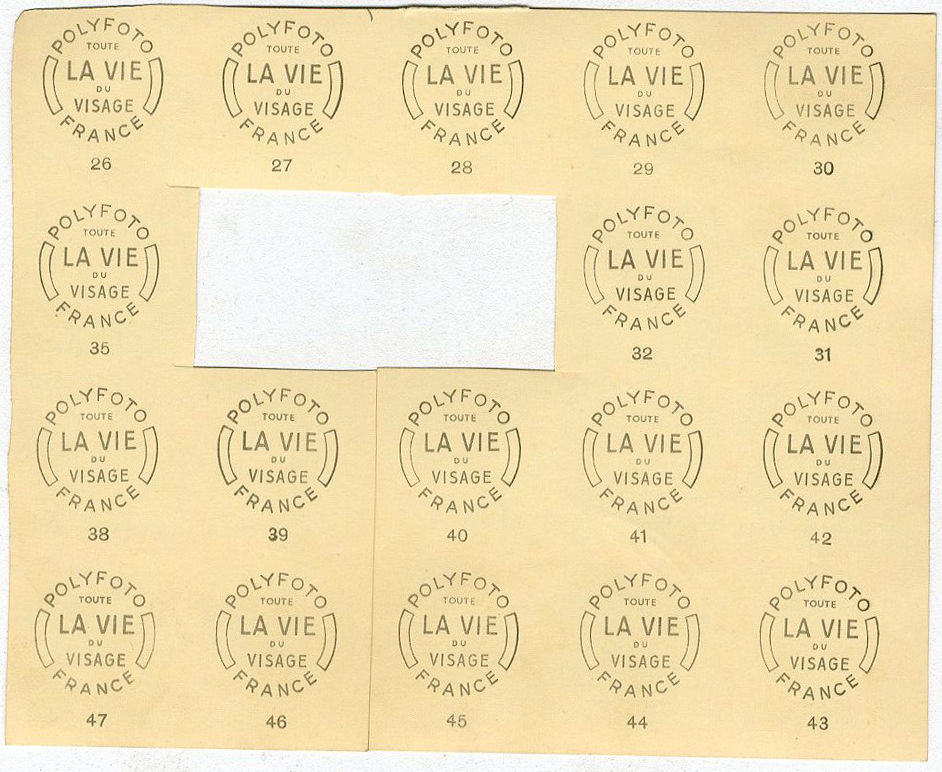 POLYFOTO
TOUTE
LA VIE
DU
VISAGE
FRANCE
26
POLYFOTO
TOUTE
LA VIE
DU
VISAGE
FRANCE
27
POLYFOTO
TOUTE
LA VIE
DU
VISAGE
FRANCE
28
POLYFOTO
TOUTE
LA VIE
DU
VISAGE
FRANCE
29
POLYFOTO
TOUTE
LA VIE
DU
VISAGE
FRANCE
30
POLYFOTO
TOUTE
LA VIE
DU
VISAGE
FRANCE
35
POLYFOTO
TOUTE
LA VIE
DU
VISAGE
FRANCE
32
POLYFOTO
TOUTE
LA VIE
DU
VISAGE
FRANCE
31
POLYFOTO
TOUTE
LA VIE
DU
VISAGE
FRANCE
38
POLYFOTO
TOUTE
LA VIE
DU
VISAGE
FRANCE
39
POLYFOTO
TOUTE
LA VIE
DU
VISAGE
FRANCE
40
POLYFOTO
TOUTE
LA VIE
DU
VISAGE
FRANCE
41
POLYFOTO
TOUTE
LA VIE
DU
VISAGE
FRANCE
42
POLYFOTO
TOUTE
LA VIE
DU
VISAGE
FRANCE
47
POLYFOTO
TOUTE
LA VIE
DU
VISAGE
FRANCE
46
POLYFOTO
TOUTE
LA VIE
DU
VISAGE
FRANCE
45
POLYFOTO
TOUTE
LA VIE
DU
VISAGE
FRANCE
44
POLYFOTO
TOUTE
LA VIE
DU
VISAGE
FRANCE
43